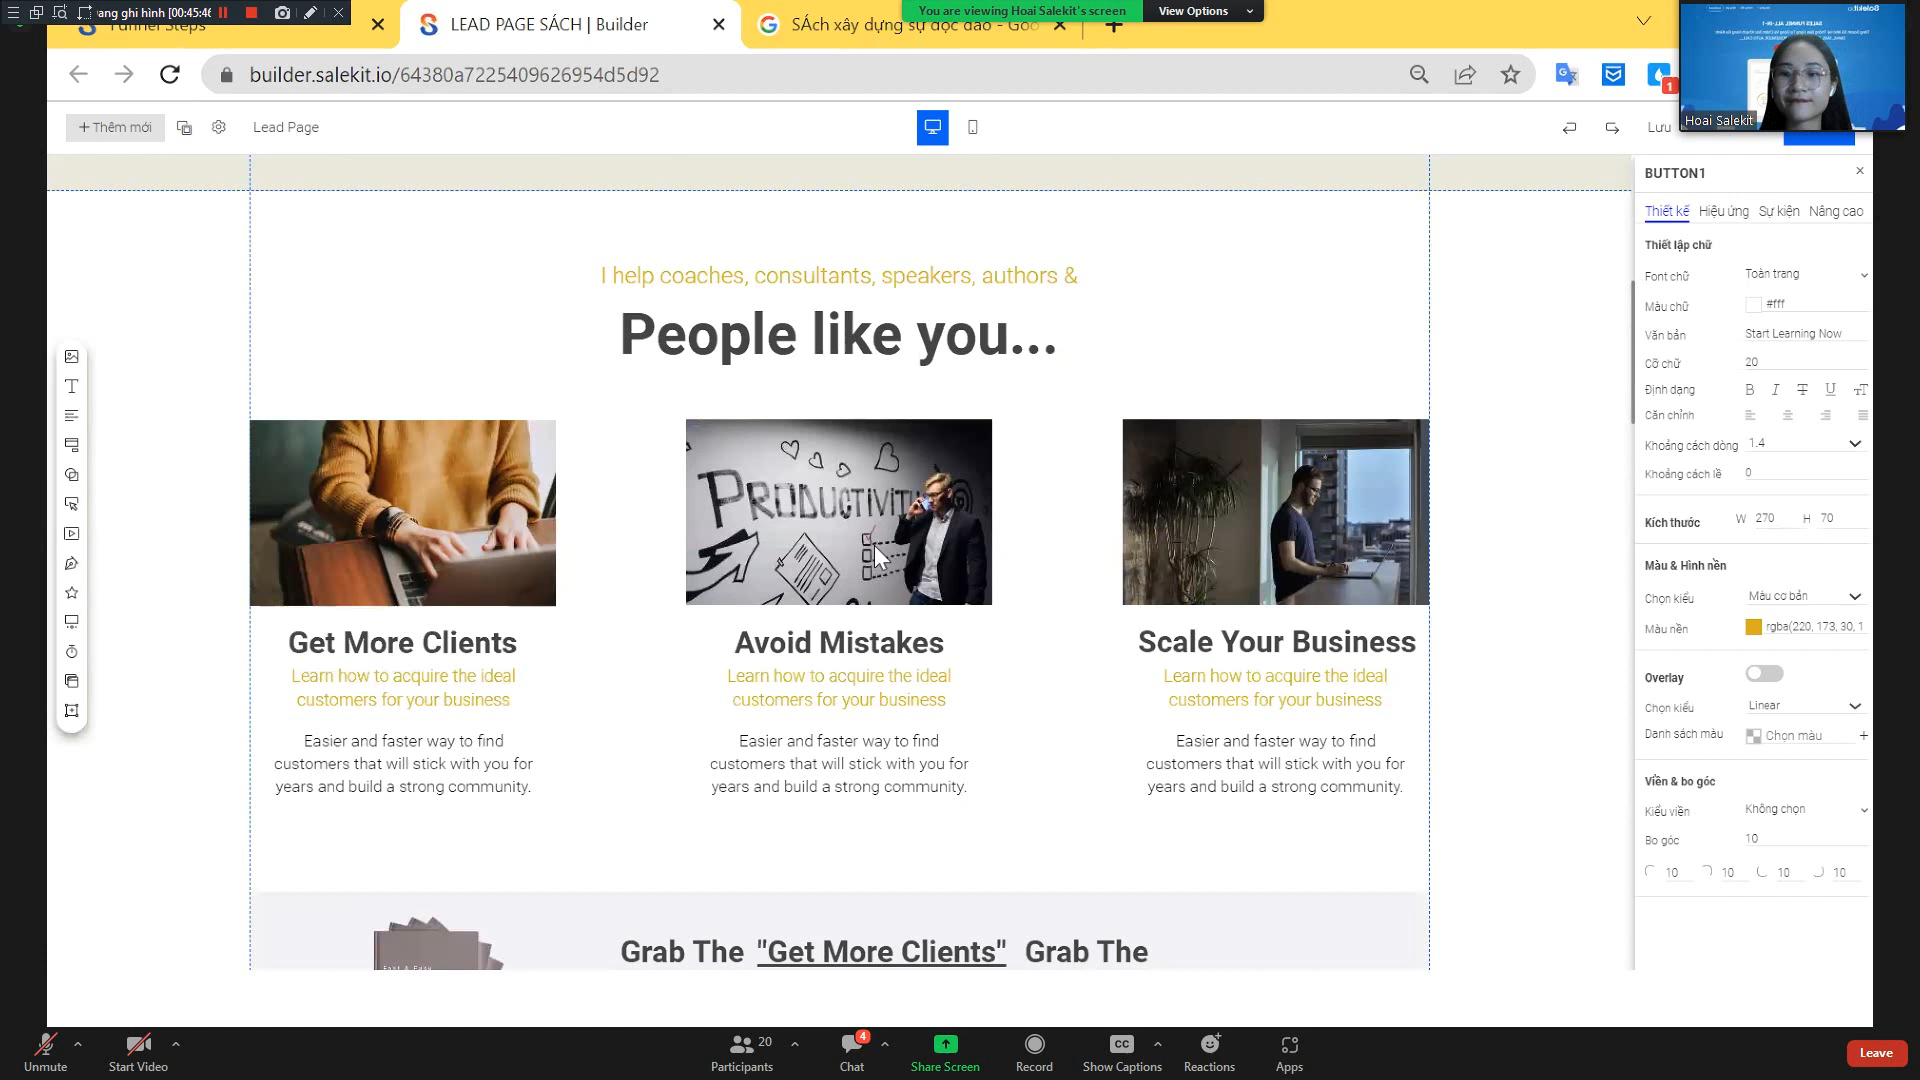 ang ghi hình [00:45:46
You are viewing Hoai Salekit's screen
View Options
Funnel Steps
LEAD PAGE SÁCH | Builder
SÁch xây dựng sự độc đáo - Goo
builder.salekit.io/64380a7225409626954d5d92
1
SALES FUNNEL ALL-IN-1
Hoai Salekit
+ Thêm mới
Lead Page
Lưu
BUTTON1
Thiết kế Hiệu ứng Sự kiện Nâng cao
Thiết lập chữ
Font chữ Toàn trang
Màu chữ #fff
Văn bản Start Learning Now
Cỡ chữ 20
Định dạng B I T U TT
Căn chỉnh
Khoảng cách dòng 1.4
Khoảng cách lề 0
Kích thước W 270 H 70
Màu & Hình nền
Chọn kiểu Màu cơ bản
Màu nền rgba(220, 173, 30, 1
Overlay
Chọn kiểu Linear
Danh sách màu Chọn màu +
Viền & bo góc
Kiểu viền Không chọn
Bo góc 10
10 10 10 10
I help coaches, consultants, speakers, authors &
People like you...
PRODUCTIVITY
Get More Clients
Learn how to acquire the ideal
customers for your business
Easier and faster way to find
customers that will stick with you for
years and build a strong community.
Avoid Mistakes
Learn how to acquire the ideal
customers for your business
Easier and faster way to find
customers that will stick with you for
years and build a strong community.
Scale Your Business
Learn how to acquire the ideal
customers for your business
Easier and faster way to find
customers that will stick with you for
years and build a strong community.
Fast & Easy
Grab The "Get More Clients" Grab The
Unmute
Start Video
20
Participants
4
Chat
Share Screen
Record
CC
Show Captions
Reactions
Apps
Leave